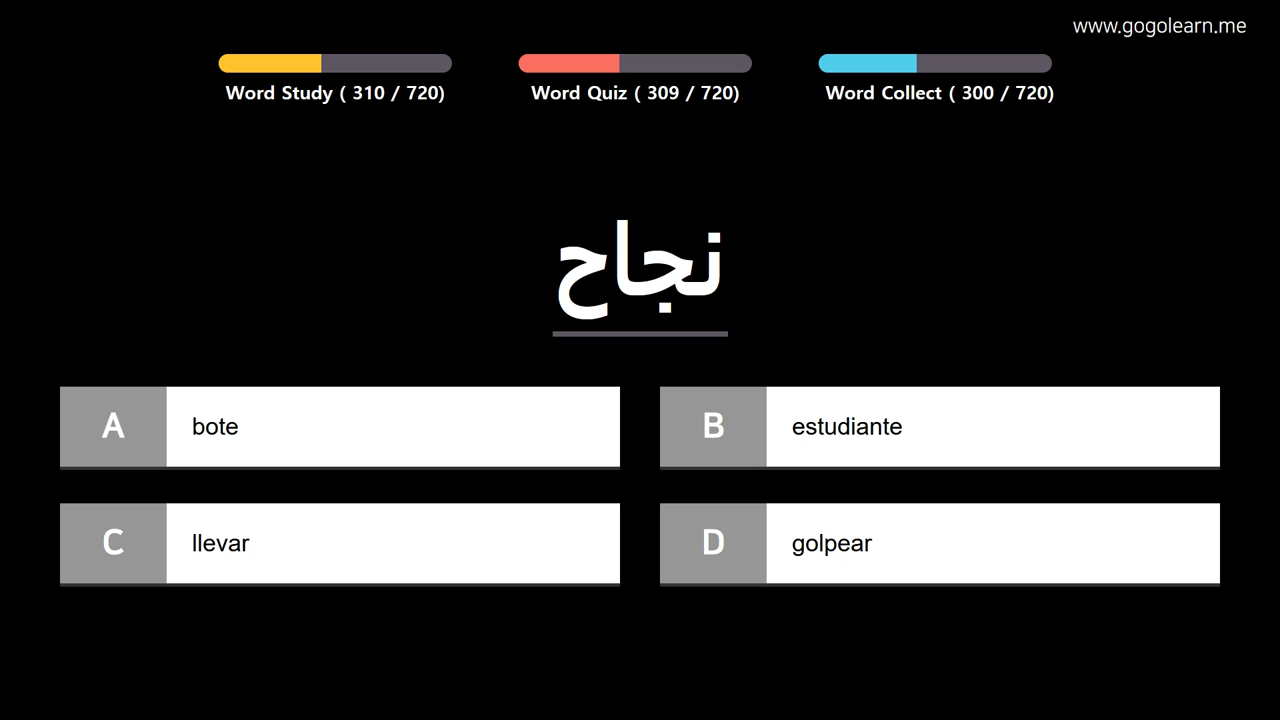 www.gogolearn.me
Word Study ( 310 / 720)
Word Quiz ( 309 / 720)
Word Collect ( 300 / 720)
نجاح
A bote
B estudiante
C llevar
D golpear